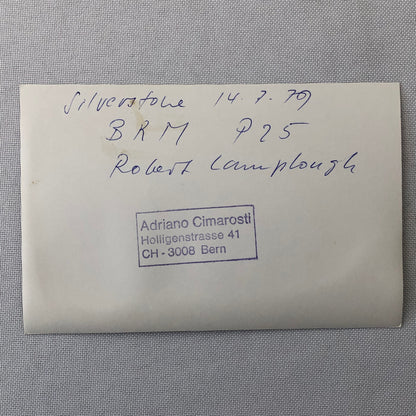 Silverstone 14.7.79
BRM P25
Robert Lamplough
Adriano Cimarosti
Holligenstrasse 41
CH - 3008 Bern